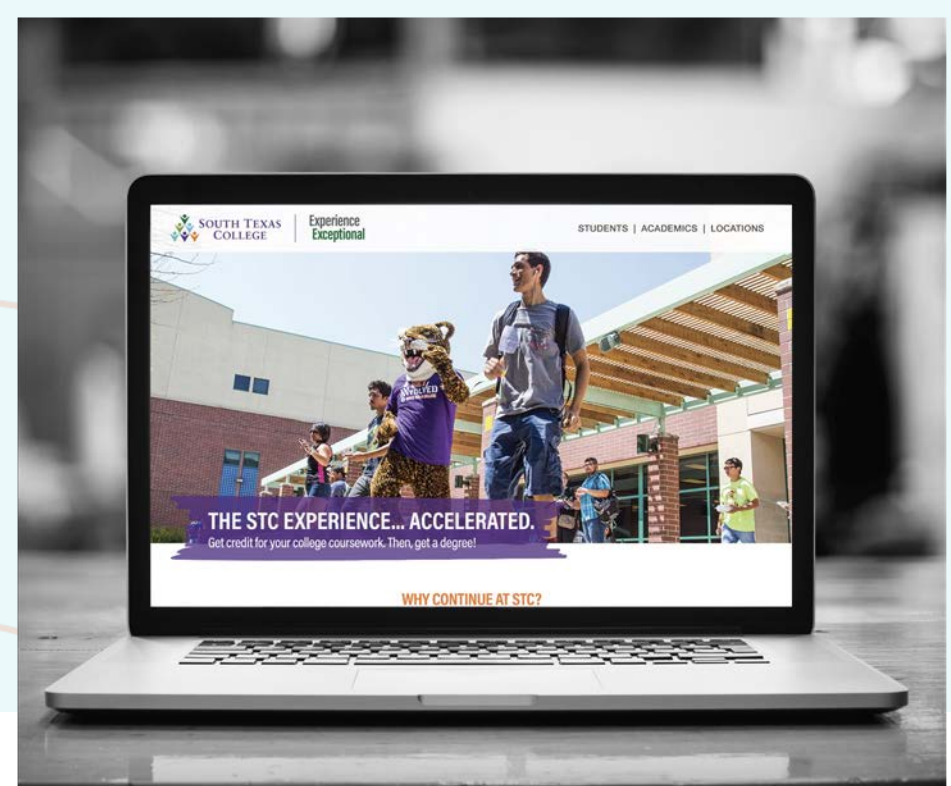 SOUTH TEXAS
COLLEGE
Experience
Exceptional
STUDENTS | ACADEMICS | LOCATIONS
VOLVED
THE STC EXPERIENCE... ACCELERATED.
Get credit for your college coursework. Then, get a degree!
WHY CONTINUE AT STC?